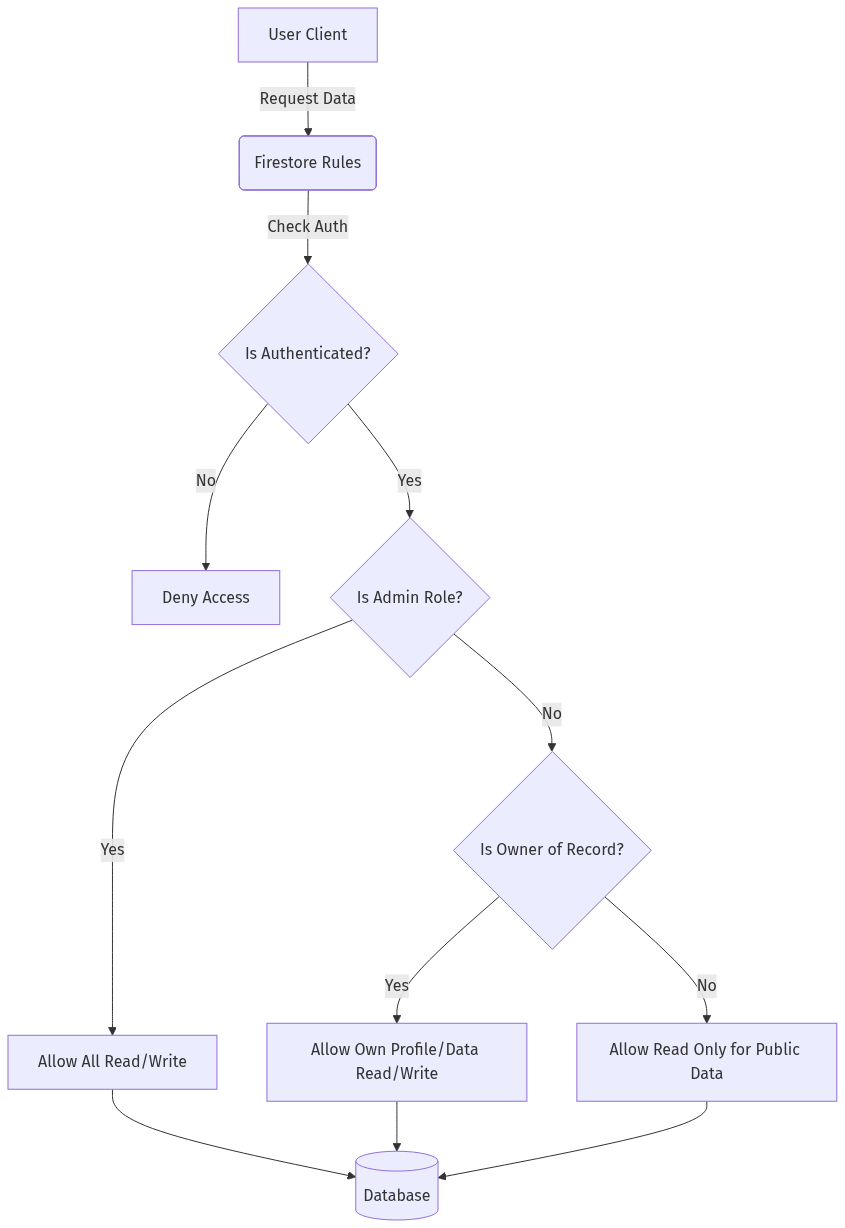 User Client
Request Data
Firestore Rules
Check Auth
Is Authenticated?
No
Yes
Deny Access
Is Admin Role?
No
Yes
Is Owner of Record?
Yes
No
Allow All Read/Write
Allow Own Profile/Data
Read/Write
Allow Read Only for Public
Data
Database